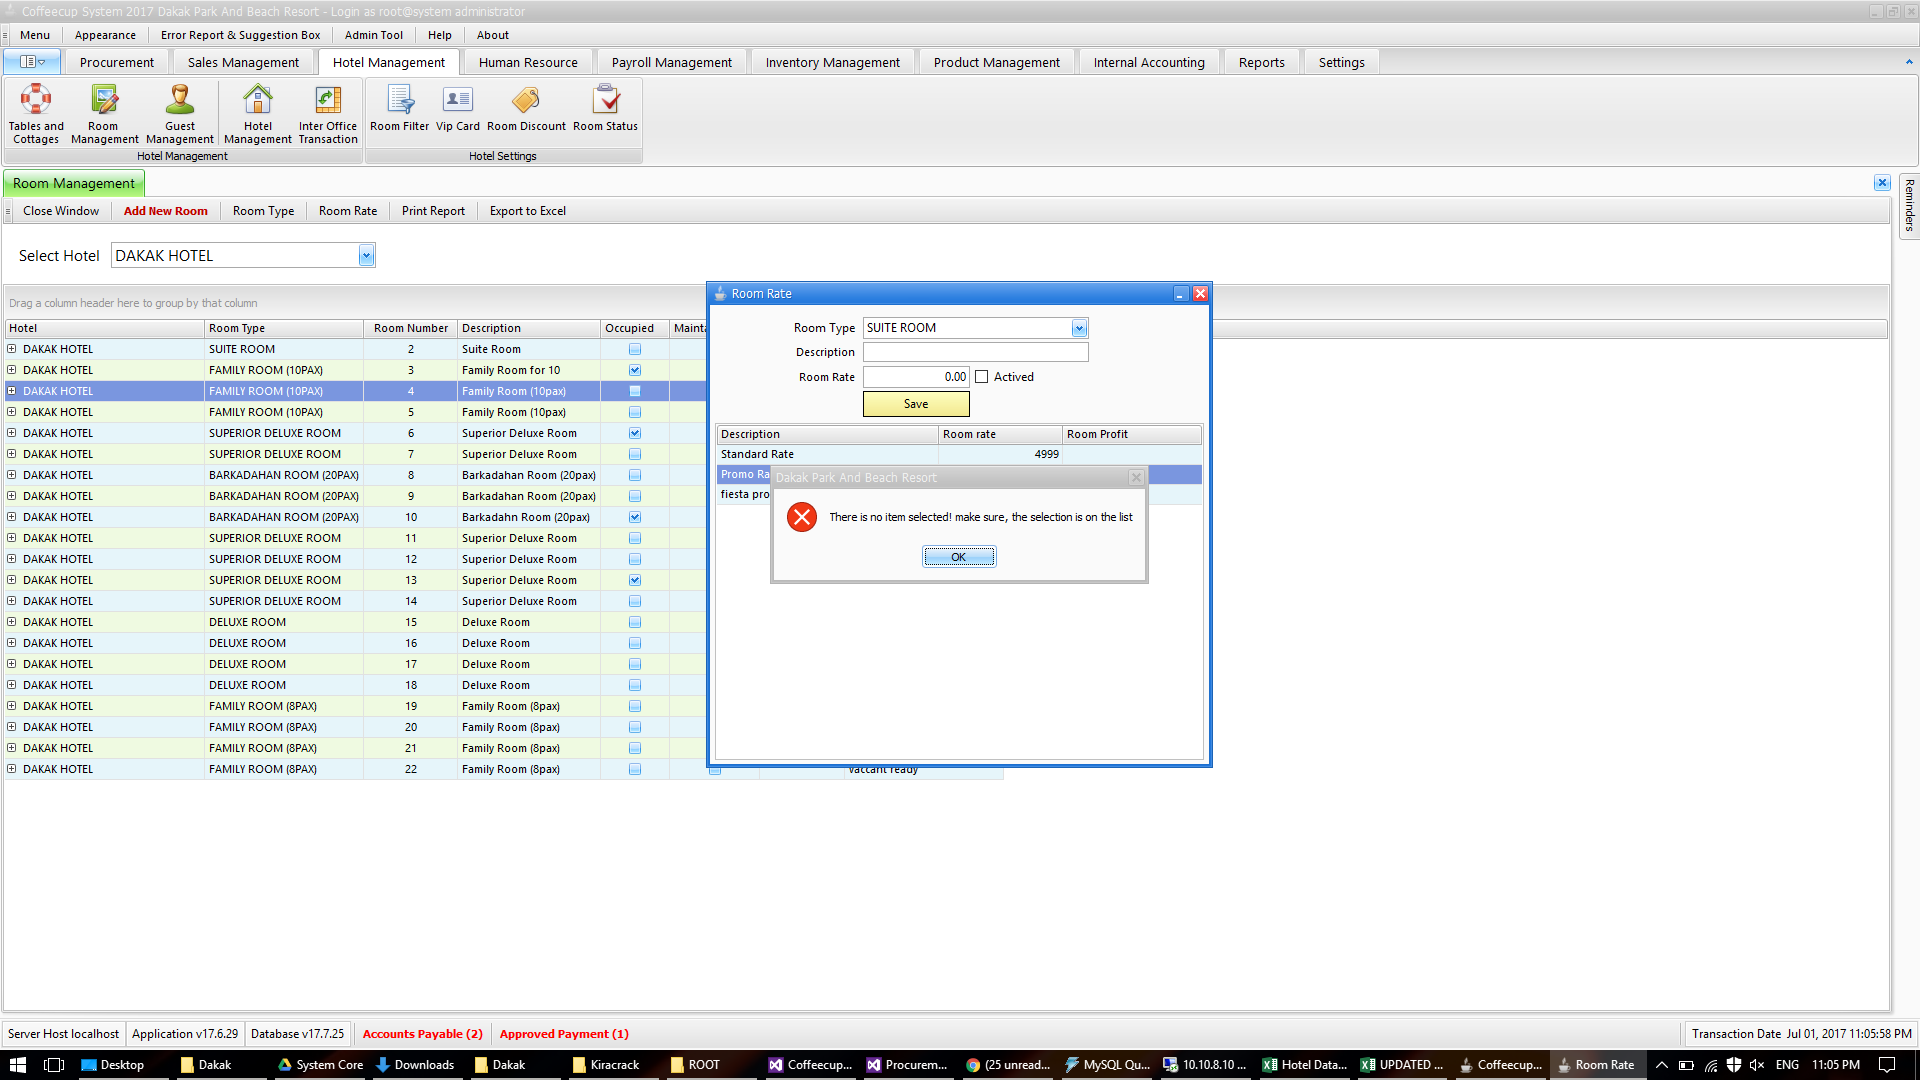 Coffeecup System 2017 Dakak Park And Beach Resort - Login as root@system administrator
Menu Appearance Error Report & Suggestion Box Admin Tool Help About
Procurement Sales Management Hotel Management Human Resource Payroll Management Inventory Management Product Management Internal Accounting Reports Settings
Tables and Cottages Room Management Guest Management Hotel Management Inter Office Transaction Room Filter Vip Card Room Discount Room Status
Hotel Management Hotel Settings
Room Management
Reminders
Close Window Add New Room Room Type Room Rate Print Report Export to Excel
Select Hotel DAKAK HOTEL
Drag a column header here to group by that column
Hotel Room Type Room Number Description Occupied Mainta
DAKAK HOTEL SUITE ROOM 2 Suite Room
DAKAK HOTEL FAMILY ROOM (10PAX) 3 Family Room for 10
DAKAK HOTEL FAMILY ROOM (10PAX) 4 Family Room (10pax)
DAKAK HOTEL FAMILY ROOM (10PAX) 5 Family Room (10pax)
DAKAK HOTEL SUPERIOR DELUXE ROOM 6 Superior Deluxe Room
DAKAK HOTEL SUPERIOR DELUXE ROOM 7 Superior Deluxe Room
DAKAK HOTEL BARKADAHAN ROOM (20PAX) 8 Barkadahan Room (20pax)
DAKAK HOTEL BARKADAHAN ROOM (20PAX) 9 Barkadahan Room (20pax)
DAKAK HOTEL BARKADAHAN ROOM (20PAX) 10 Barkadahn Room (20pax)
DAKAK HOTEL SUPERIOR DELUXE ROOM 11 Superior Deluxe Room
DAKAK HOTEL SUPERIOR DELUXE ROOM 12 Superior Deluxe Room
DAKAK HOTEL SUPERIOR DELUXE ROOM 13 Superior Deluxe Room
DAKAK HOTEL SUPERIOR DELUXE ROOM 14 Superior Deluxe Room
DAKAK HOTEL DELUXE ROOM 15 Deluxe Room
DAKAK HOTEL DELUXE ROOM 16 Deluxe Room
DAKAK HOTEL DELUXE ROOM 17 Deluxe Room
DAKAK HOTEL DELUXE ROOM 18 Deluxe Room
DAKAK HOTEL FAMILY ROOM (8PAX) 19 Family Room (8pax)
DAKAK HOTEL FAMILY ROOM (8PAX) 20 Family Room (8pax)
DAKAK HOTEL FAMILY ROOM (8PAX) 21 Family Room (8pax)
DAKAK HOTEL FAMILY ROOM (8PAX) 22 Family Room (8pax) Vaccant ready
Room Rate
Room Type SUITE ROOM
Description
Room Rate 0.00 Actived
Save
Description Room rate Room Profit
Standard Rate 4999
Promo Ra
fiesta pro
Dakak Park And Beach Resort
There is no item selected! make sure, the selection is on the list
OK
Server Host localhost Application v17.6.29 Database v17.7.25 Accounts Payable (2) Approved Payment (1) Transaction Date Jul 01, 2017 11:05:58 PM
Desktop Dakak System Core Downloads Dakak Kiracrack ROOT Coffeecup... Procurem... (25 unread... MySQL Qu... 10.10.8.10 ... Hotel Data... UPDATED ... Coffeecup... Room Rate ENG 11:05 PM